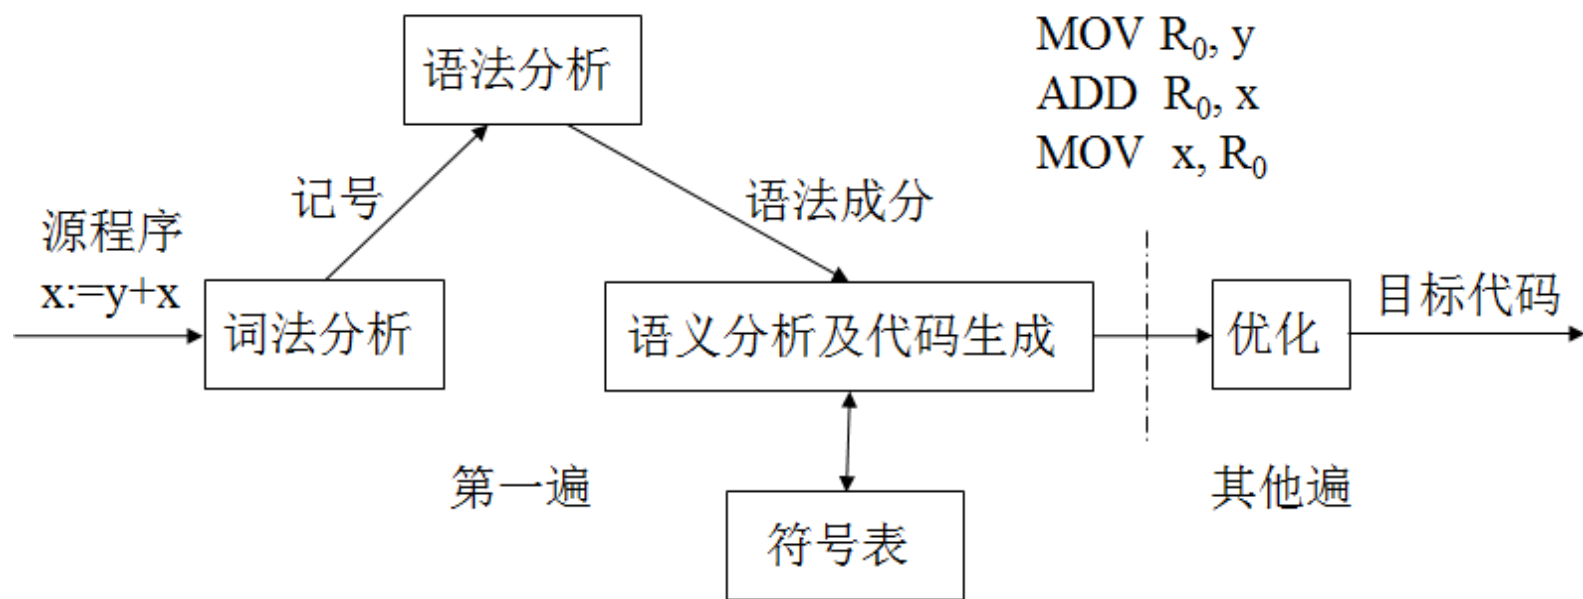 语法分析
MOV R₀, y
ADD R₀, x
MOV x, R₀
记号
语法成分
源程序
x:=y+x
词法分析
语义分析及代码生成
优化
目标代码
第一遍
其他遍
符号表